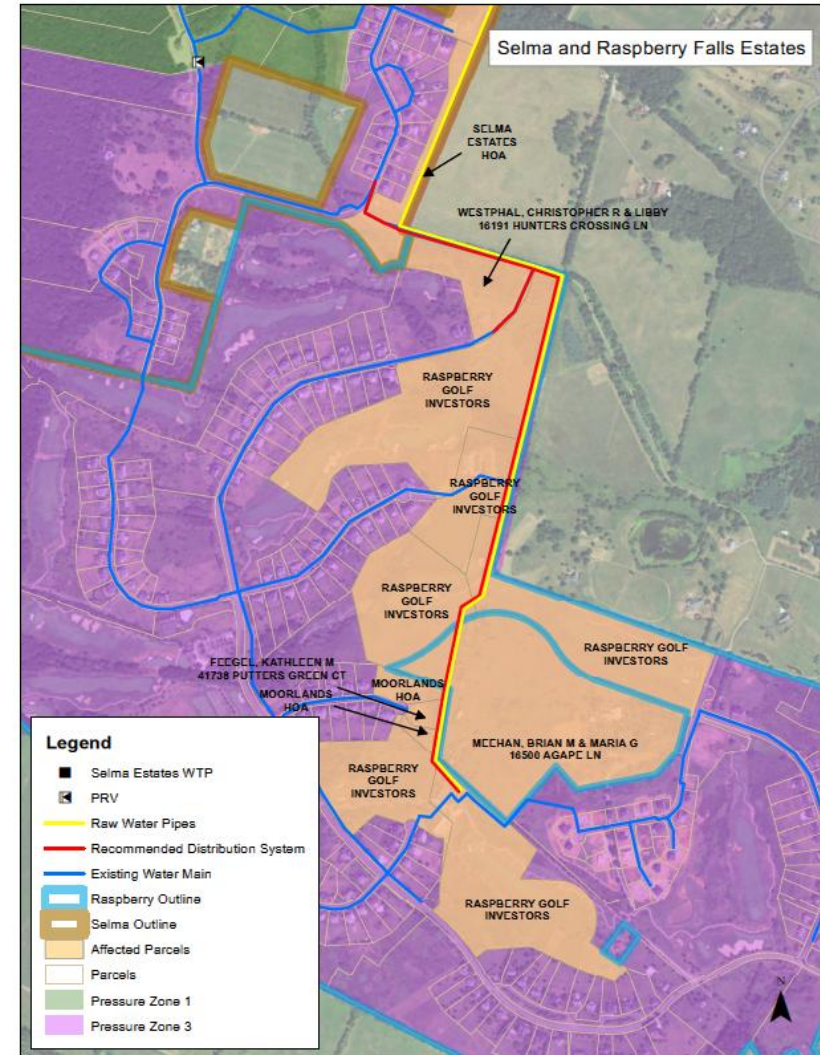 Selma and Raspberry Falls Estates
SELMA
ESTATES
HOA
WESTPHAL, CHRISTOPHER R & LIBBY
16191 HUNTERS CROSSING LN
RASPBERRY
GOLF
INVESTORS
RASPBERRY
GOLF
INVESTORS
RASPBERRY
GOLF
INVESTORS
RASPBERRY GOLF
INVESTORS
FEEGEL, KATHLEEN M
41738 PUTTERS GREEN CT
MOORLANDS
HOA
MOORLANDS
HOA
MEEHAN, BRIAN M & MARIA G
16500 AGAPE LN
RASPBERRY
GOLF
INVESTORS
RASPBERRY GOLF
INVESTORS
Legend
Selma Estates WTP
PRV
Raw Water Pipes
Recommended Distribution System
Existing Water Main
Raspberry Outline
Selma Outline
Affected Parcels
Parcels
Pressure Zone 1
Pressure Zone 3
N